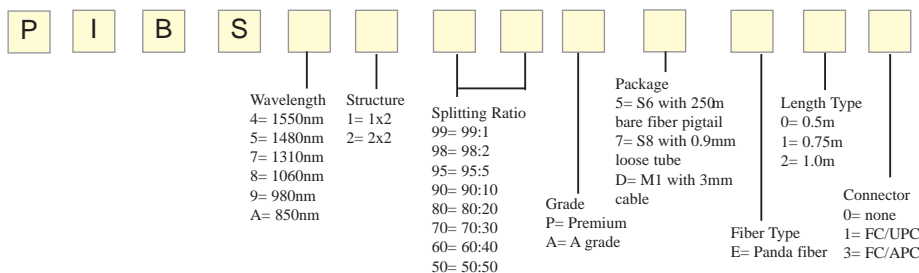 P I B S
Wavelength
4= 1550nm
5= 1480nm
7= 1310nm
8= 1060nm
9= 980nm
A= 850nm
Structure
1= 1x2
2= 2x2
Splitting Ratio
99= 99:1
98= 98:2
95= 95:5
90= 90:10
80= 80:20
70= 70:30
60= 60:40
50= 50:50
Grade
P= Premium
A= A grade
Package
5= S6 with 250m
bare fiber pigtail
7= S8 with 0.9mm
loose tube
D= M1 with 3mm
cable
Fiber Type
E= Panda fiber
Length Type
0= 0.5m
1= 0.75m
2= 1.0m
Connector
0= none
1= FC/UPC
3= FC/APC